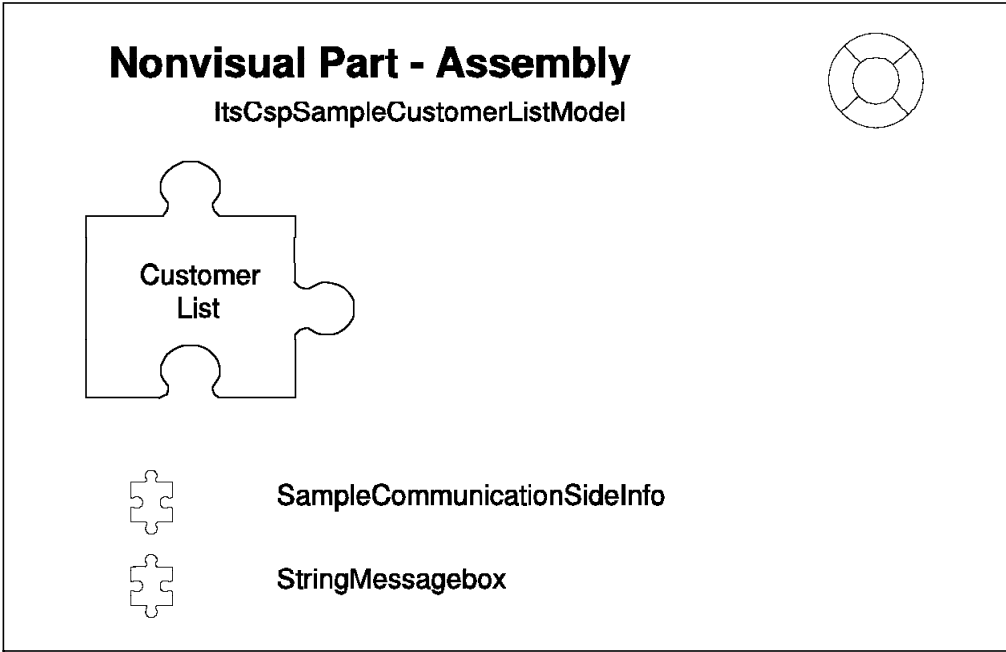 Nonvisual Part - Assembly
ItsCspSampleCustomerListModel
Customer
List
SampleCommunicationSideInfo
StringMessagebox